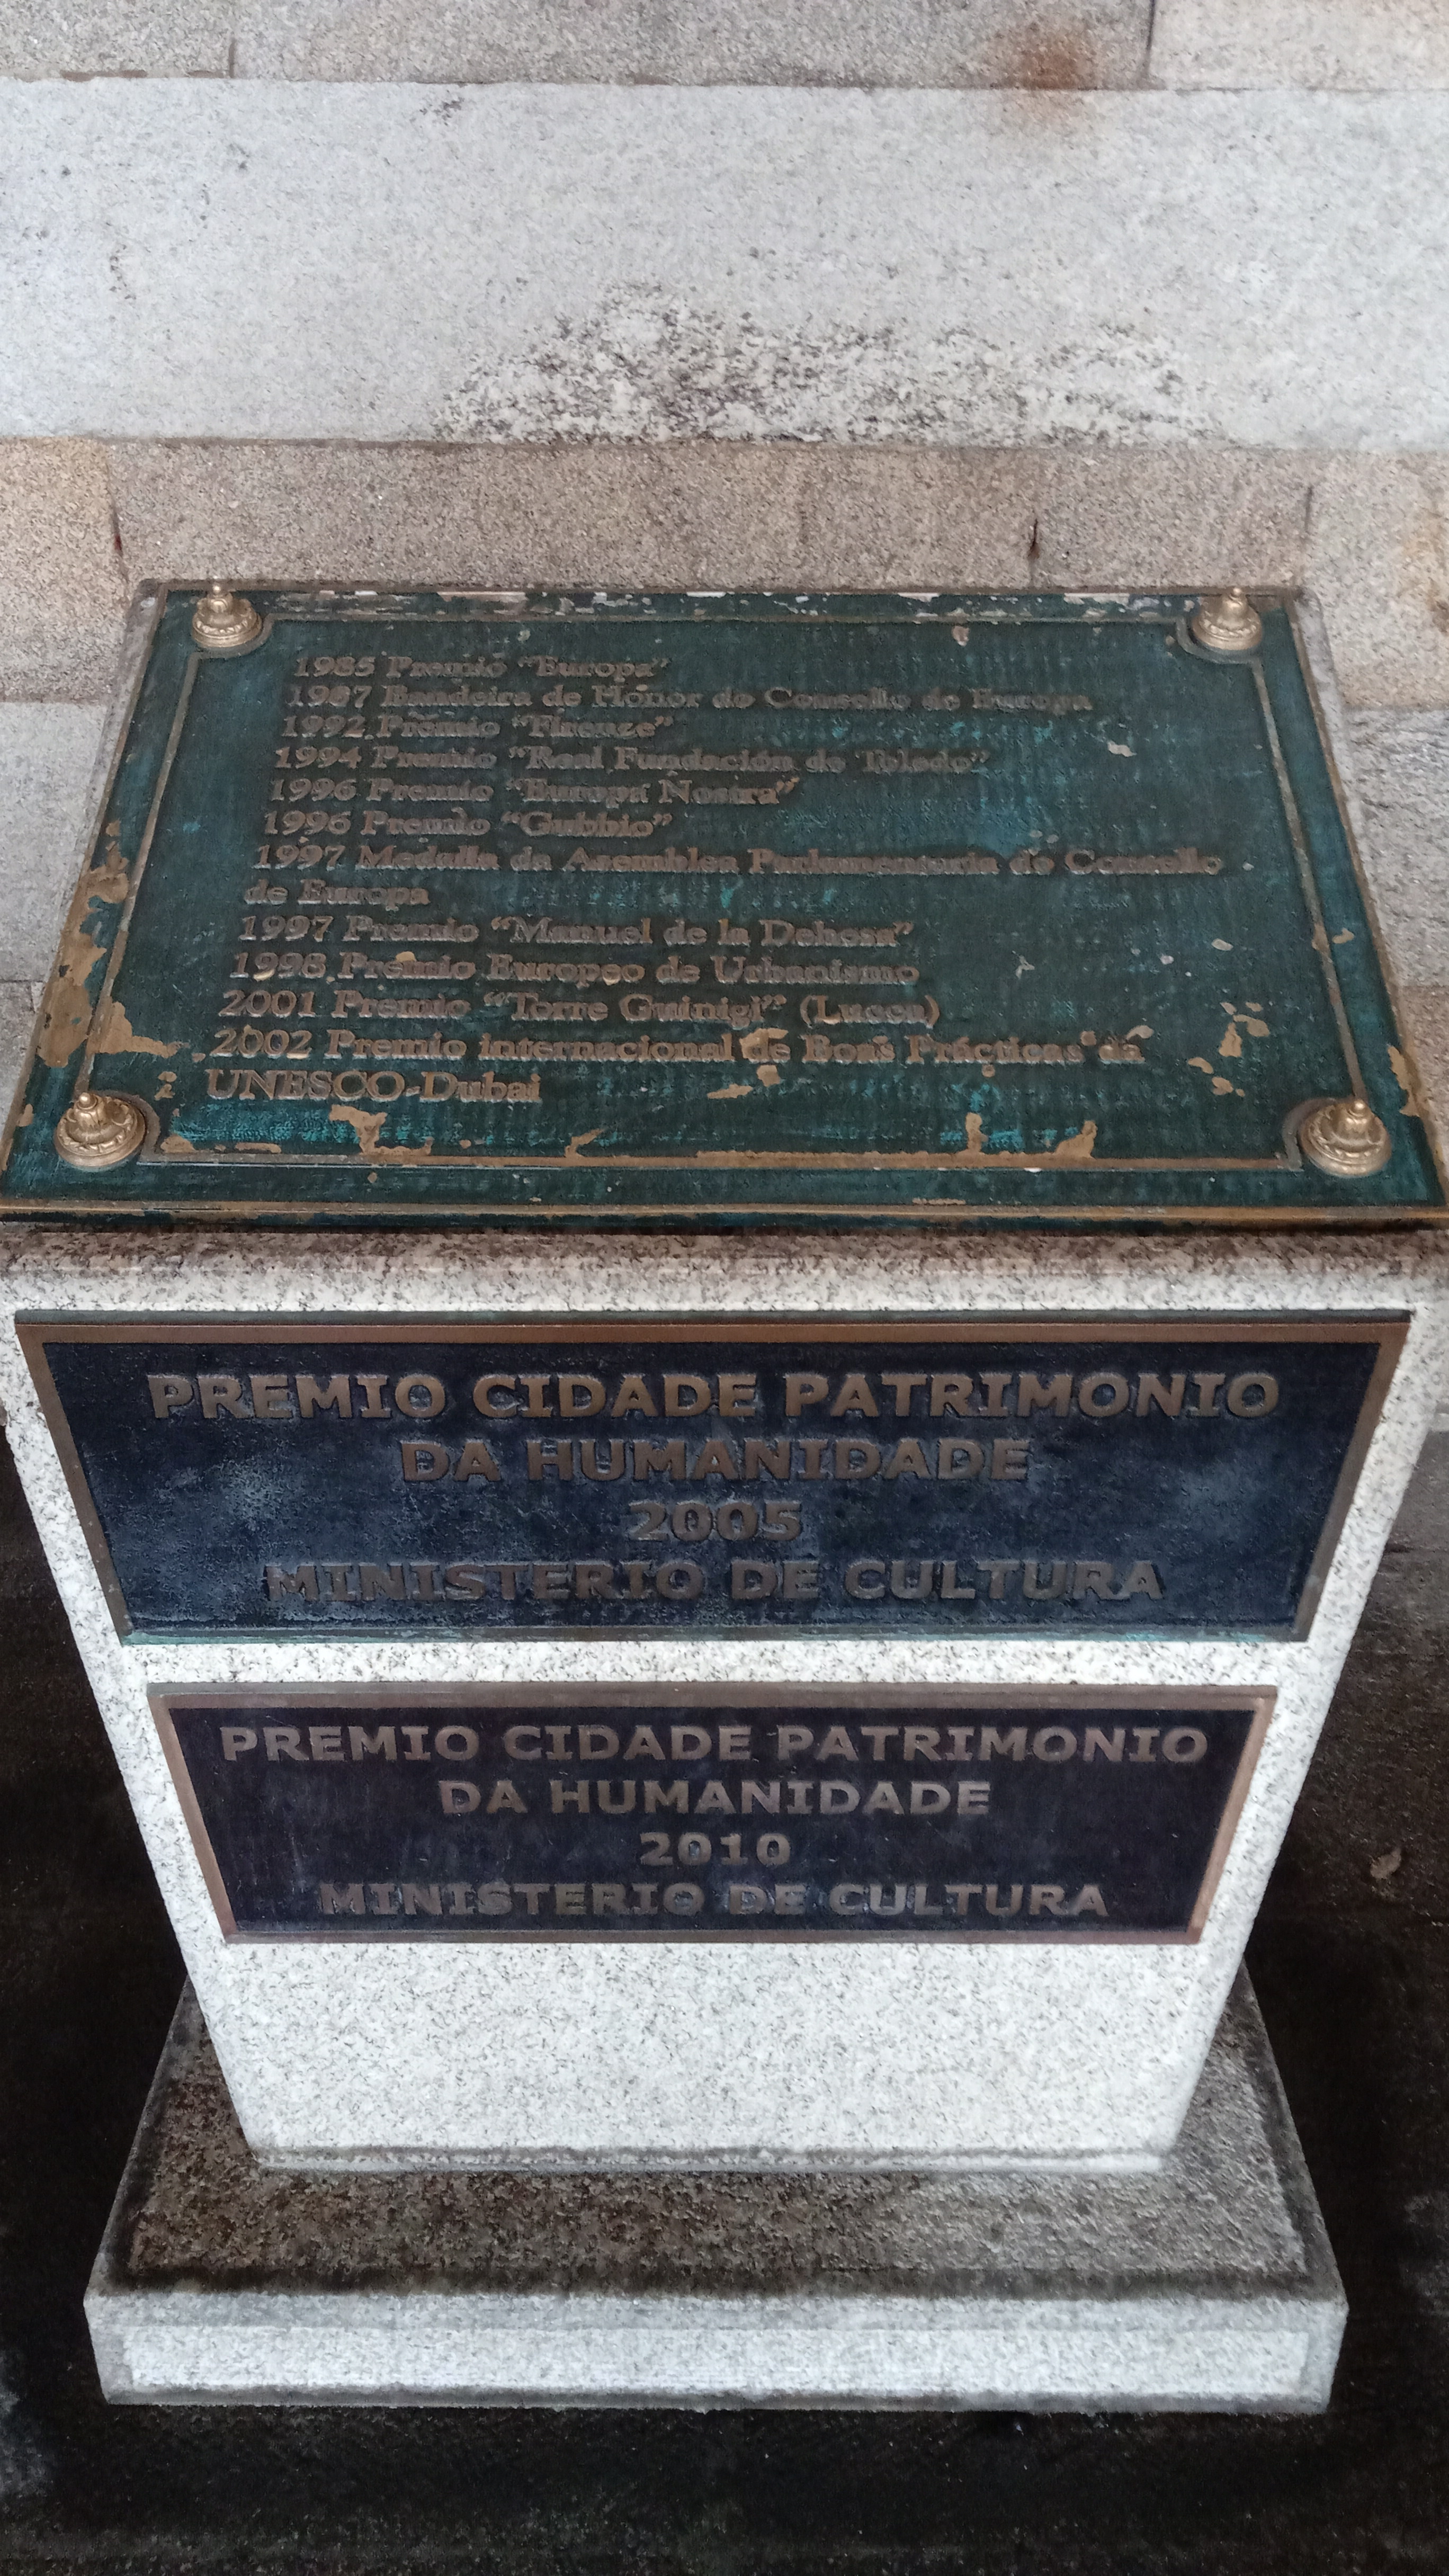 1985 Premio "Europa"
1987 Bandeira de Honor do Consello de Europa
1992 Premio "Firenze"
1994 Premio "Real Fundación de Toledo"
1996 Premio "Europa Nostra"
1996 Premio "Gubbio"
1997 Medalla da Asemblea Parlamentaria do Consello
de Europa
1997 Premio "Manuel de la Dehesa"
1998 Premio Europeo de Urbanismo
2001 Premio "Torre Guinigi" (Lucca)
2002 Premio internacional de Boas Prácticas da
UNESCO-Dubai
PREMIO CIDADE PATRIMONIO
DA HUMANIDADE
2005
MINISTERIO DE CULTURA
PREMIO CIDADE PATRIMONIO
DA HUMANIDADE
2010
MINISTERIO DE CULTURA